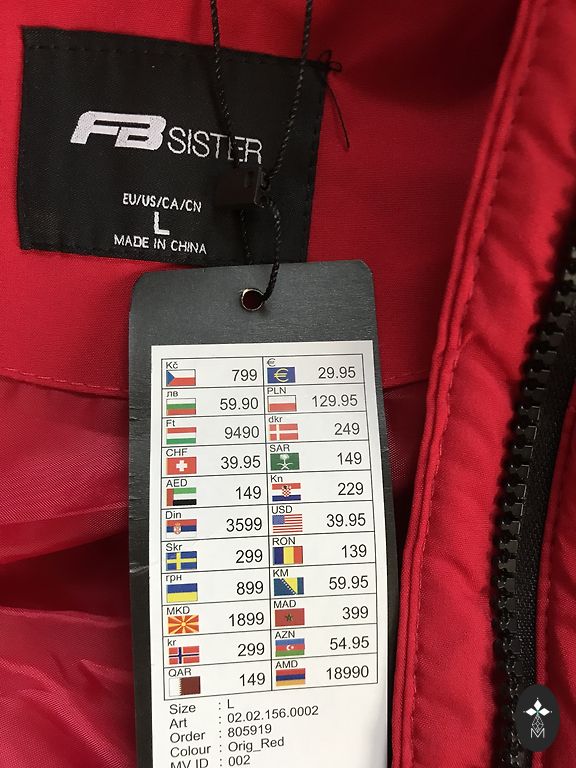 FB SISTER
EU/US/CA/CN
L
MADE IN CHINA
Kč 799 € 29.95
лв 59.90 PLN 129.95
Ft 9490 dkr 249
CHF 39.95 SAR 149
AED 149 Kn 229
Din 3599 USD 39.95
Skr 299 RON 139
грн 899 KM 59.95
MKD 1899 MAD 399
kr 299 AZN 54.95
QAR 149 AMD 18990
Size : L
Art : 02.02.156.0002
Order : 805919
Colour : Orig_Red
MV ID : 002
M